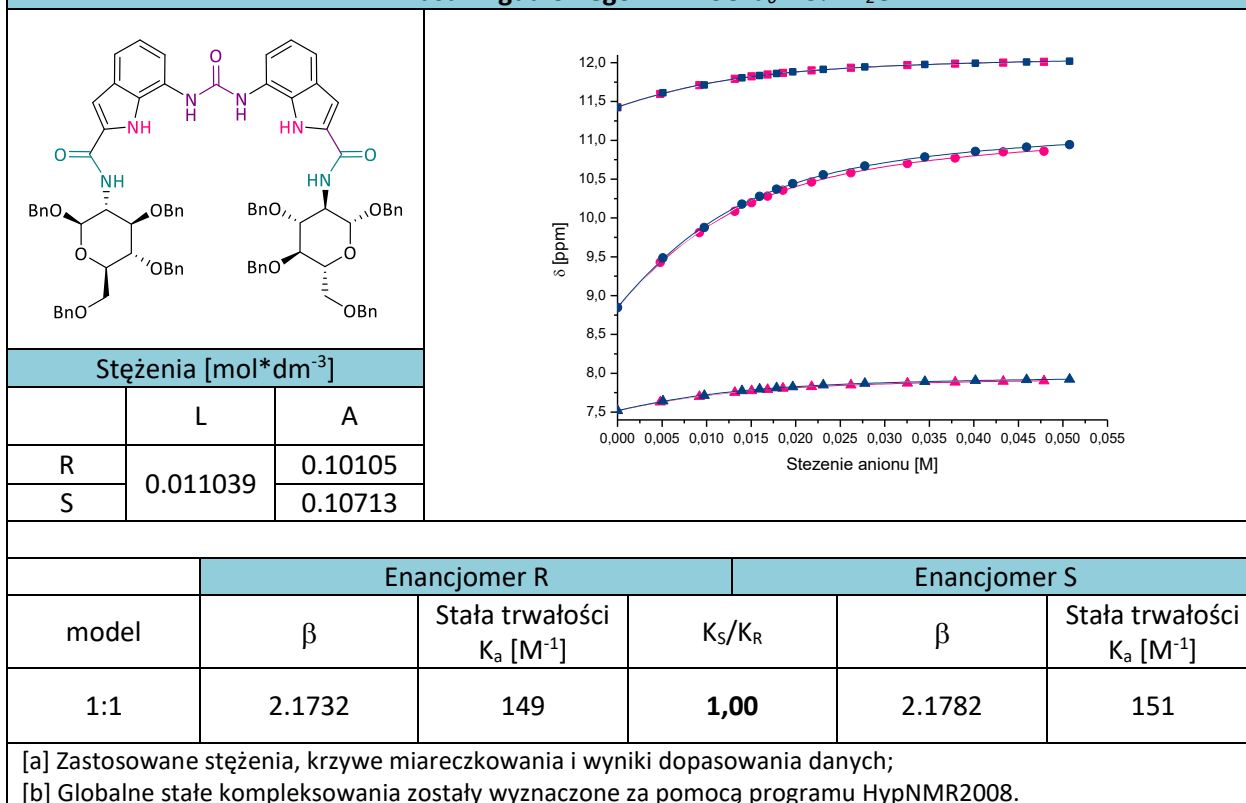 O
N
H
N
H
NH
HN
O
O
NH
HN
BnO
OBn
BnO
OBn
O
O
OBn
BnO
BnO
OBn
12,0
11,5
11,0
10,5
10,0
9,5
9,0
8,5
8,0
7,5
δ [ppm]
0,000 0,005 0,010 0,015 0,020 0,025 0,030 0,035 0,040 0,045 0,050 0,055
Stezenie anionu [M]
Stężenia [mol*dm-3]
L A
R 0.011039 0.10105
S 0.10713
Enancjomer R Enancjomer S
model β Stała trwałości Ka [M-1] KS/KR β Stała trwałości Ka [M-1]
1:1 2.1732 149 1,00 2.1782 151
[a] Zastosowane stężenia, krzywe miareczkowania i wyniki dopasowania danych;
[b] Globalne stałe kompleksowania zostały wyznaczone za pomocą programu HypNMR2008.